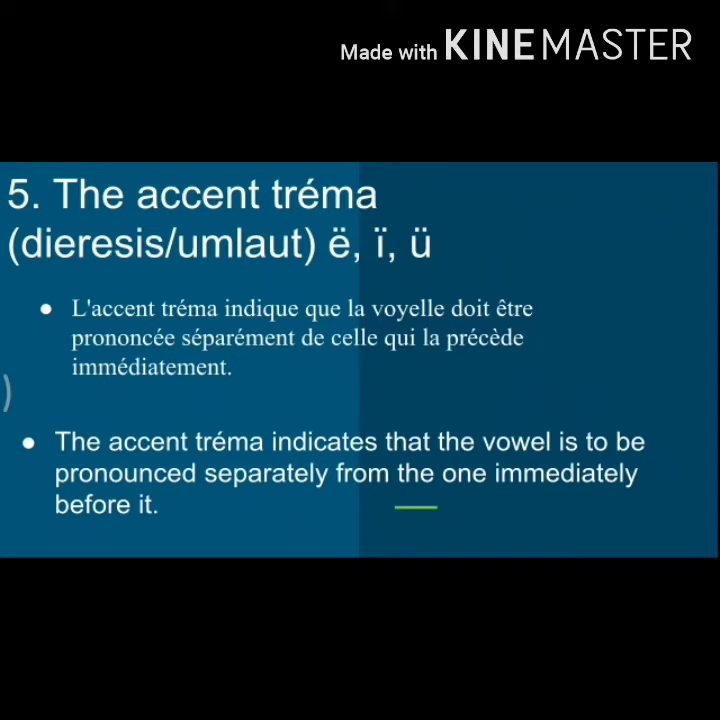 Made with KINEMASTER
5. The accent tréma
(dieresis/umlaut) ë, ï, ü
● L'accent tréma indique que la voyelle doit être
prononcée séparément de celle qui la précède
immédiatement.
● The accent tréma indicates that the vowel is to be
pronounced separately from the one immediately
before it.